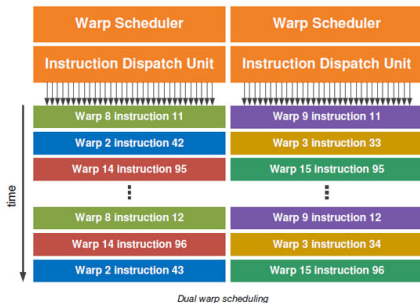 Warp Scheduler
Instruction Dispatch Unit
Warp 8 instruction 11
Warp 2 instruction 42
Warp 14 instruction 95
Warp 8 instruction 12
Warp 14 instruction 96
Warp 2 instruction 43
Warp Scheduler
Instruction Dispatch Unit
Warp 9 instruction 11
Warp 3 instruction 33
Warp 15 instruction 95
Warp 9 instruction 12
Warp 3 instruction 34
Warp 15 instruction 96
time
Dual warp scheduling